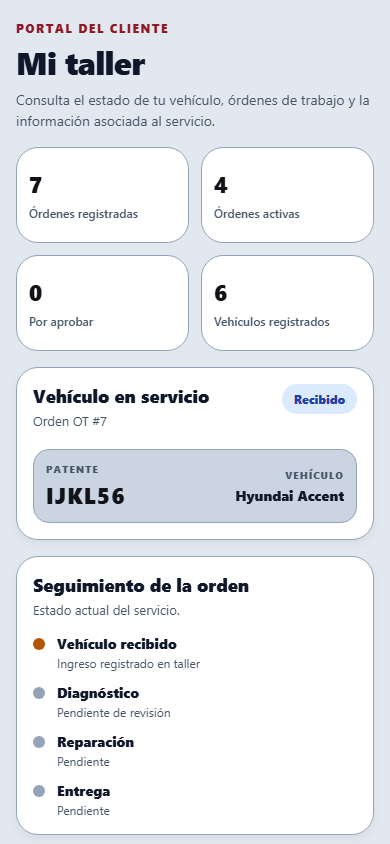 PORTAL DEL CLIENTE
Mi taller
Consulta el estado de tu vehículo, órdenes de trabajo y la
información asociada al servicio.
7
Órdenes registradas
4
Órdenes activas
0
Por aprobar
6
Vehículos registrados
Vehículo en servicio
Recibido
Orden OT #7
PATENTE
IJKL56
VEHÍCULO
Hyundai Accent
Seguimiento de la orden
Estado actual del servicio.
Vehículo recibido
Ingreso registrado en taller
Diagnóstico
Pendiente de revisión
Reparación
Pendiente
Entrega
Pendiente